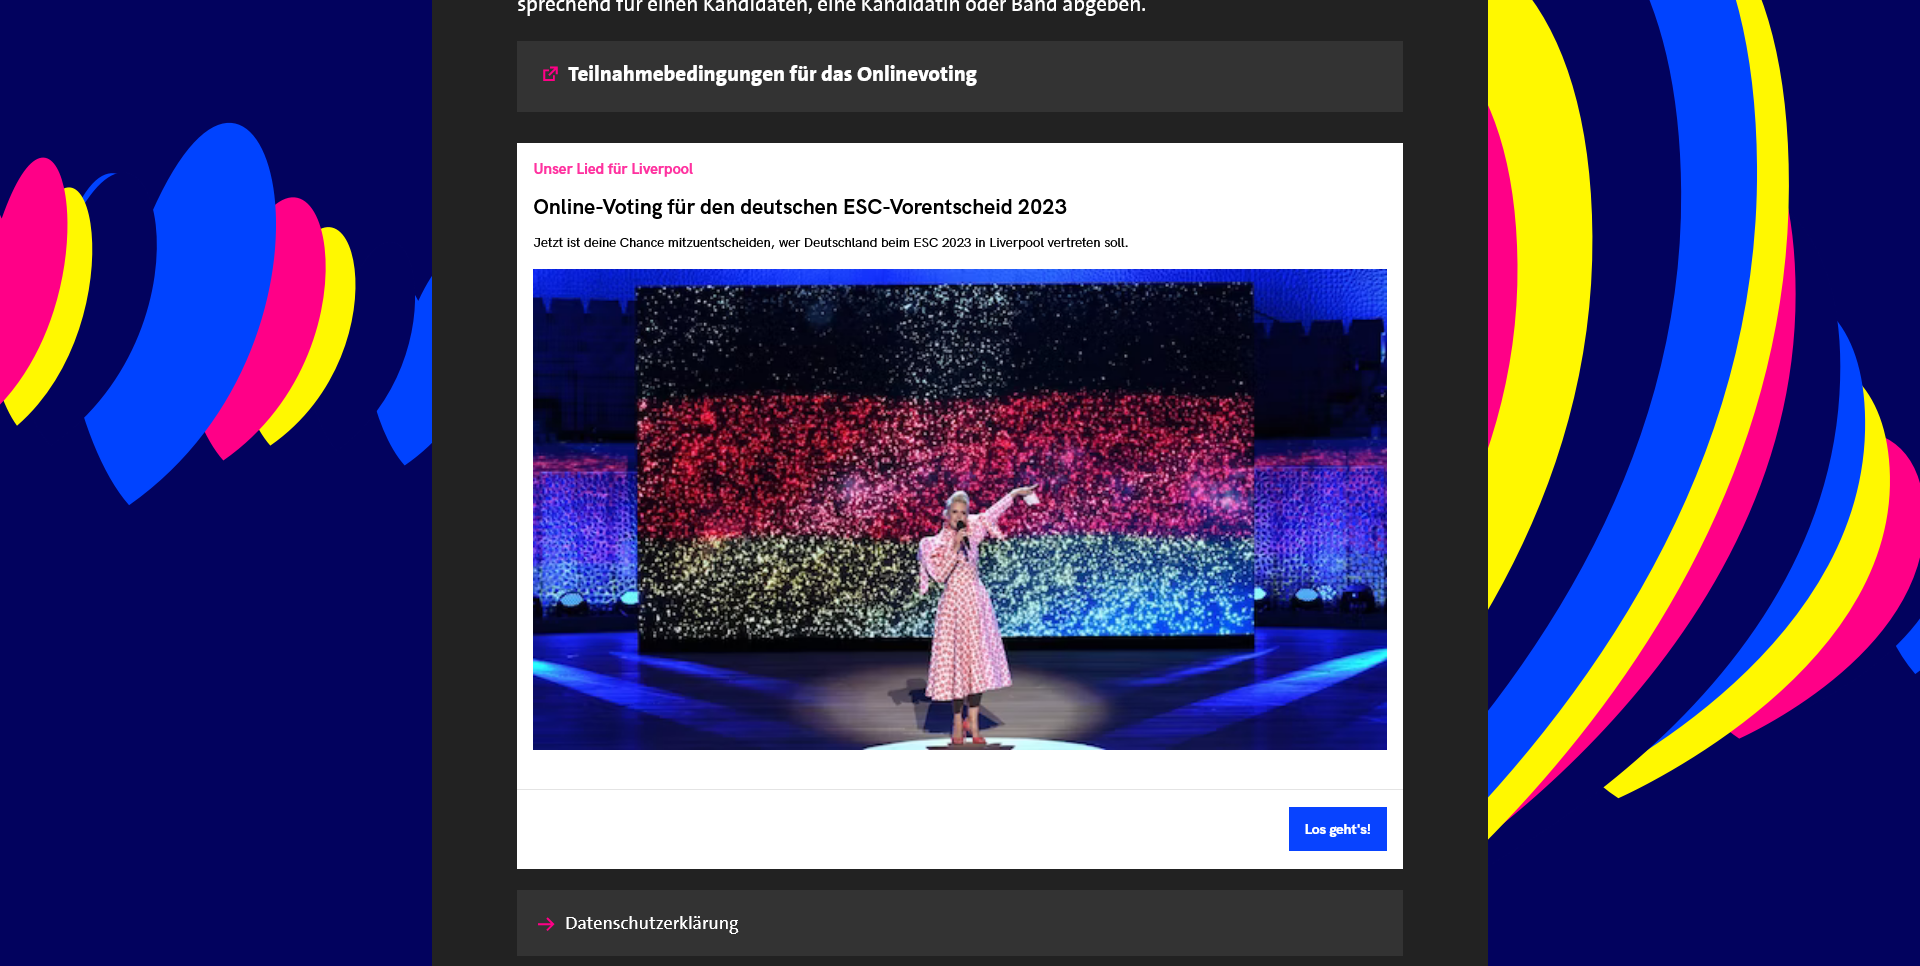 sprechend für einen Kandidaten, eine Kandidatin oder Band abgeben.
Teilnahmebedingungen für das Onlinevoting
Unser Lied für Liverpool
Online-Voting für den deutschen ESC-Vorentscheid 2023
Jetzt ist deine Chance mitzuentscheiden, wer Deutschland beim ESC 2023 in Liverpool vertreten soll.
Los geht's!
Datenschutzerklärung